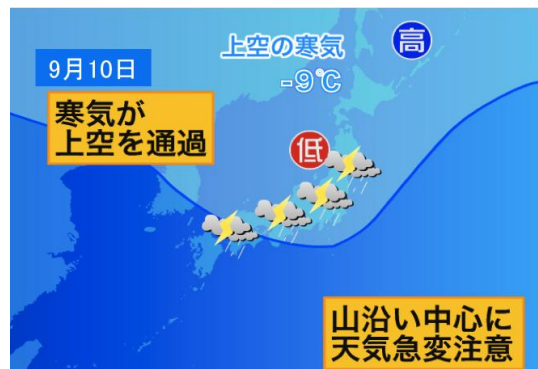 上空の寒気
-9℃
高
9月10日
寒気が
上空を通過
低
山沿い中心に
天気急変注意